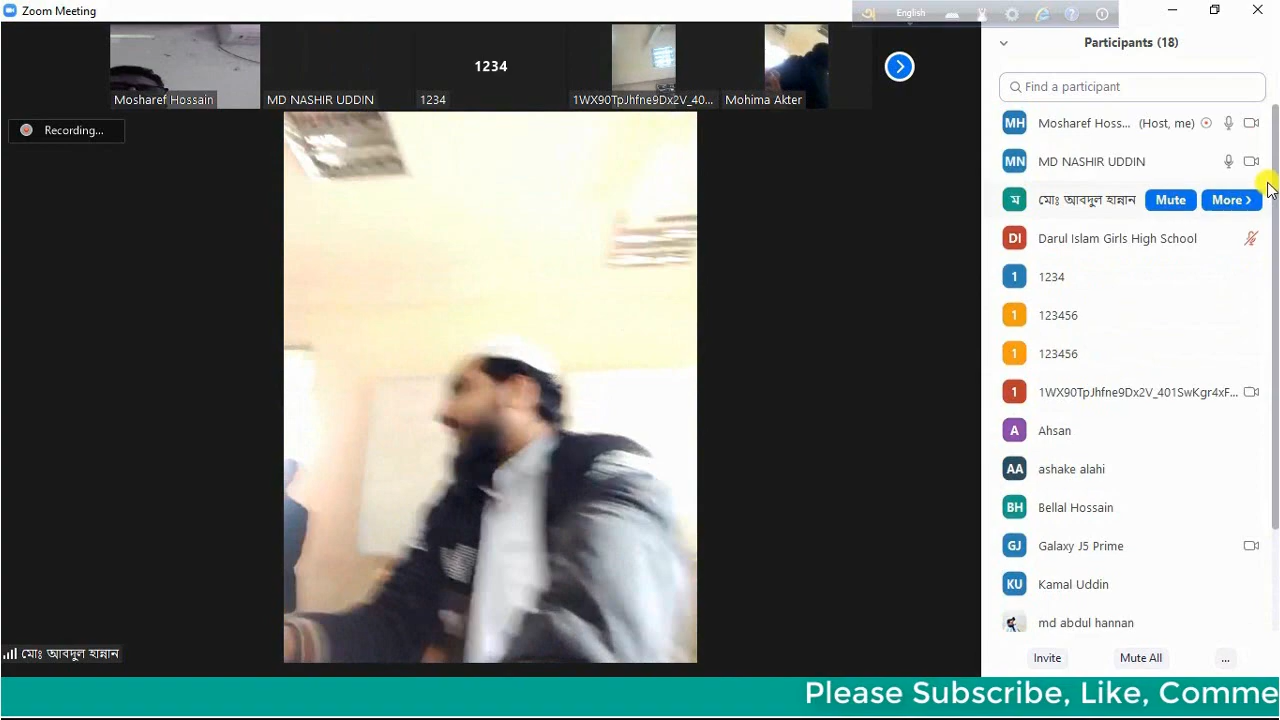 Zoom Meeting
English
Participants (18)
1234
Mosharef Hossain
MD NASHIR UDDIN
1234
1WX90TpJhfne9Dx2V_40...
Mohima Akter
Find a participant
Recording...
MH Mosharef Hoss... (Host, me)
MN MD NASHIR UDDIN
ম মোঃ আবদুল হান্নান Mute More
DI Darul Islam Girls High School
1 1234
1 123456
1 123456
1 1WX90TpJhfne9Dx2V_401SwKgr4xF...
A Ahsan
AA ashake alahi
BH Bellal Hossain
GJ Galaxy J5 Prime
KU Kamal Uddin
md abdul hannan
মোঃ আবদুল হান্নান
Invite Mute All ...
Please Subscribe, Like, Comme